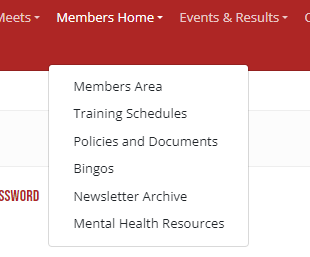 Meets Members Home Events & Results
Members Area
Training Schedules
Policies and Documents
Bingos
SSWORD
Newsletter Archive
Mental Health Resources